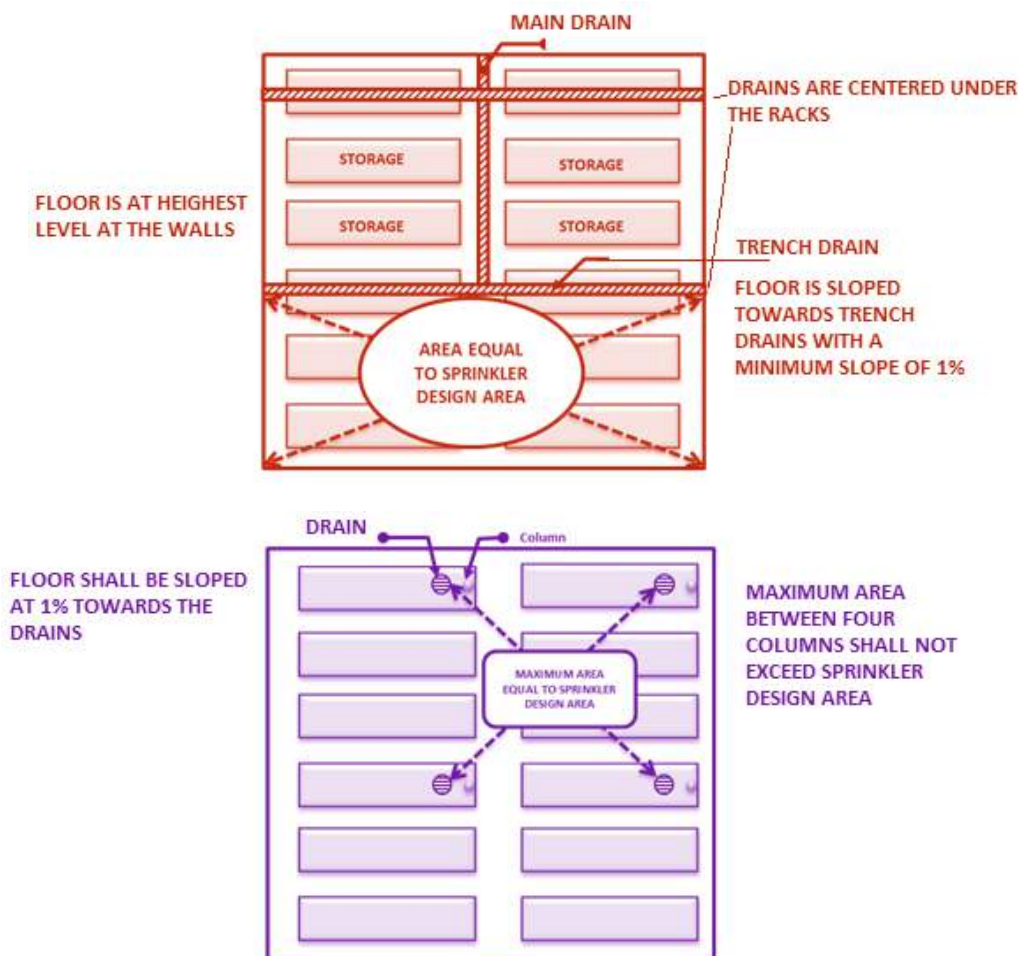 MAIN DRAIN
DRAINS ARE CENTERED UNDER
THE RACKS
STORAGE
STORAGE
FLOOR IS AT HEIGHEST
LEVEL AT THE WALLS
STORAGE
STORAGE
TRENCH DRAIN
FLOOR IS SLOPED
TOWARDS TRENCH
DRAINS WITH A
MINIMUM SLOPE OF 1%
AREA EQUAL
TO SPRINKLER
DESIGN AREA
DRAIN
Column
FLOOR SHALL BE SLOPED
AT 1% TOWARDS THE
DRAINS
MAXIMUM AREA
BETWEEN FOUR
COLUMNS SHALL NOT
EXCEED SPRINKLER
DESIGN AREA
MAXIMUM AREA
EQUAL TO SPRINKLER
DESIGN AREA